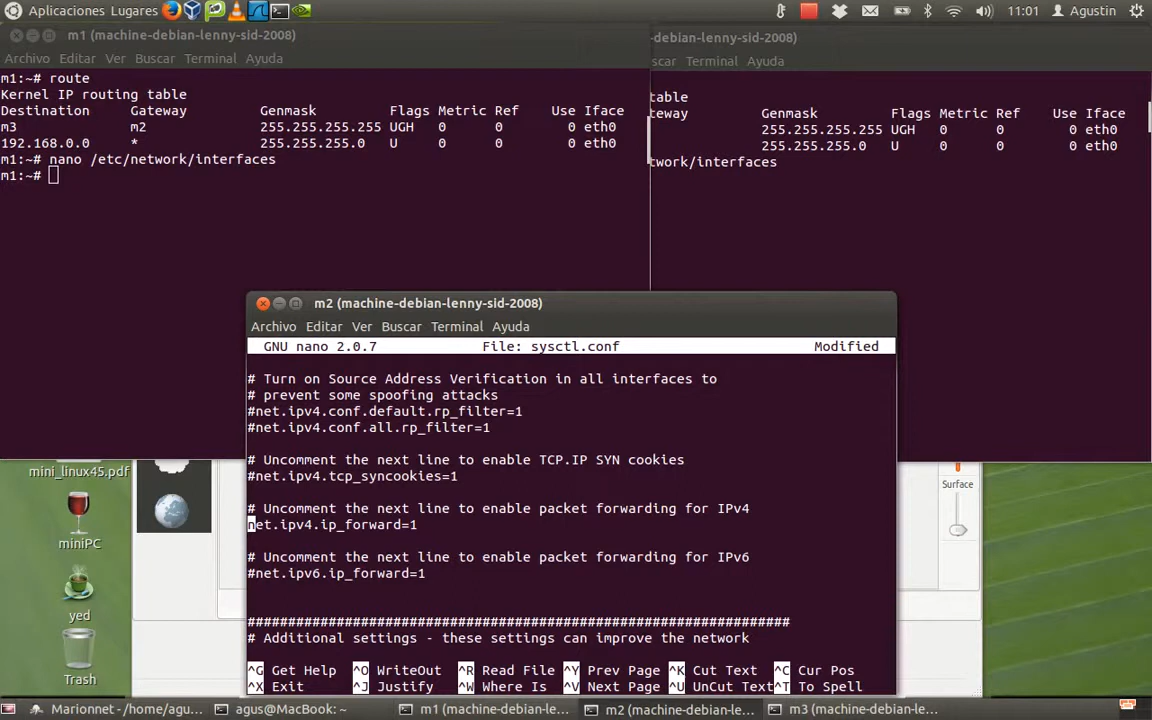 Aplicaciones Lugares
11:01
Agustin
m1 (machine-debian-lenny-sid-2008)
Archivo Editar Ver Buscar Terminal Ayuda
m1:~# route
Kernel IP routing table
Destination Gateway Genmask Flags Metric Ref Use Iface
m3 m2 255.255.255.255 UGH 0 0 0 eth0
192.168.0.0 * 255.255.255.0 U 0 0 0 eth0
m1:~# nano /etc/network/interfaces
m1:~#
-debian-lenny-sid-2008)
scar Terminal Ayuda
table
teway Genmask Flags Metric Ref Use Iface
255.255.255.255 UGH 0 0 0 eth0
255.255.255.0 U 0 0 0 eth0
twork/interfaces
m2 (machine-debian-lenny-sid-2008)
Archivo Editar Ver Buscar Terminal Ayuda
GNU nano 2.0.7 File: sysctl.conf Modified
# Turn on Source Address Verification in all interfaces to
# prevent some spoofing attacks
#net.ipv4.conf.default.rp_filter=1
#net.ipv4.conf.all.rp_filter=1
# Uncomment the next line to enable TCP.IP SYN cookies
#net.ipv4.tcp_syncookies=1
# Uncomment the next line to enable packet forwarding for IPv4
net.ipv4.ip_forward=1
# Uncomment the next line to enable packet forwarding for IPv6
#net.ipv6.ip_forward=1
###################################################################
# Additional settings - these settings can improve the network
^G Get Help ^O WriteOut ^R Read File ^Y Prev Page ^K Cut Text ^C Cur Pos
^X Exit ^J Justify ^W Where Is ^V Next Page ^U UnCut Text ^T To Spell
mini_linux45.pdf
miniPC
yed
Trash
Surface
Marionnet - /home/agu...
agus@MacBook: ~
m1 (machine-debian-le...
m2 (machine-debian-le...
m3 (machine-debian-le...